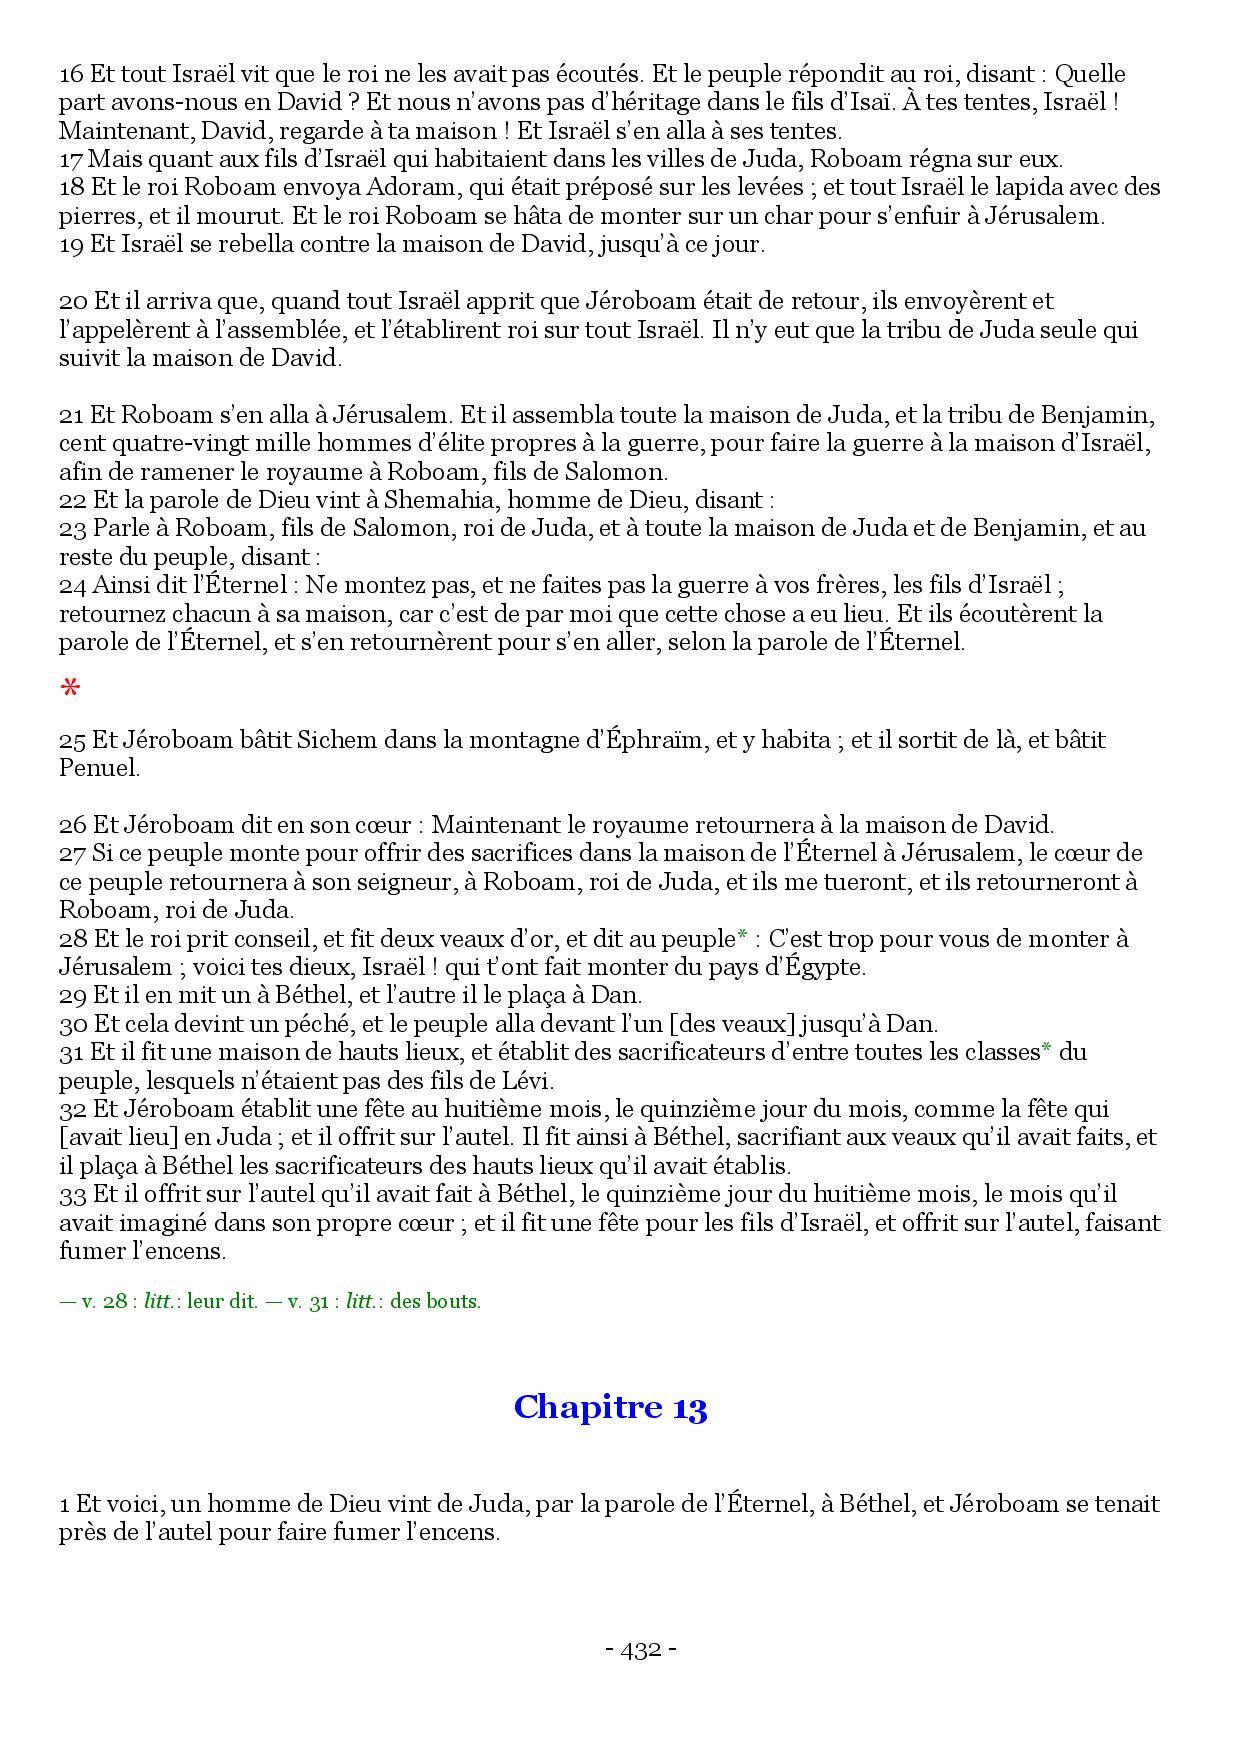 16 Et tout Israël vit que le roi ne les avait pas écoutés. Et le peuple répondit au roi, disant : Quelle
part avons-nous en David ? Et nous n’avons pas d’héritage dans le fils d’Isaï. À tes tentes, Israël !
Maintenant, David, regarde à ta maison ! Et Israël s’en alla à ses tentes.
17 Mais quant aux fils d’Israël qui habitaient dans les villes de Juda, Roboam régna sur eux.
18 Et le roi Roboam envoya Adoram, qui était préposé sur les levées ; et tout Israël le lapida avec des
pierres, et il mourut. Et le roi Roboam se hâta de monter sur un char pour s’enfuir à Jérusalem.
19 Et Israël se rebella contre la maison de David, jusqu’à ce jour.
20 Et il arriva que, quand tout Israël apprit que Jéroboam était de retour, ils envoyèrent et
l’appelèrent à l’assemblée, et l’établirent roi sur tout Israël. Il n’y eut que la tribu de Juda seule qui
suivit la maison de David.
21 Et Roboam s’en alla à Jérusalem. Et il assembla toute la maison de Juda, et la tribu de Benjamin,
cent quatre-vingt mille hommes d’élite propres à la guerre, pour faire la guerre à la maison d’Israël,
afin de ramener le royaume à Roboam, fils de Salomon.
22 Et la parole de Dieu vint à Shemahia, homme de Dieu, disant :
23 Parle à Roboam, fils de Salomon, roi de Juda, et à toute la maison de Juda et de Benjamin, et au
reste du peuple, disant :
24 Ainsi dit l’Éternel : Ne montez pas, et ne faites pas la guerre à vos frères, les fils d’Israël ;
retournez chacun à sa maison, car c’est de par moi que cette chose a eu lieu. Et ils écoutèrent la
parole de l’Éternel, et s’en retournèrent pour s’en aller, selon la parole de l’Éternel.
*
25 Et Jéroboam bâtit Sichem dans la montagne d’Éphraïm, et y habita ; et il sortit de là, et bâtit
Penuel.
26 Et Jéroboam dit en son cœur : Maintenant le royaume retournera à la maison de David.
27 Si ce peuple monte pour offrir des sacrifices dans la maison de l’Éternel à Jérusalem, le cœur de
ce peuple retournera à son seigneur, à Roboam, roi de Juda, et ils me tueront, et ils retourneront à
Roboam, roi de Juda.
28 Et le roi prit conseil, et fit deux veaux d’or, et dit au peuple* : C’est trop pour vous de monter à
Jérusalem ; voici tes dieux, Israël ! qui t’ont fait monter du pays d’Égypte.
29 Et il en mit un à Béthel, et l’autre il le plaça à Dan.
30 Et cela devint un péché, et le peuple alla devant l’un [des veaux] jusqu’à Dan.
31 Et il fit une maison de hauts lieux, et établit des sacrificateurs d’entre toutes les classes* du
peuple, lesquels n’étaient pas des fils de Lévi.
32 Et Jéroboam établit une fête au huitième mois, le quinzième jour du mois, comme la fête qui
[avait lieu] en Juda ; et il offrit sur l’autel. Il fit ainsi à Béthel, sacrifiant aux veaux qu’il avait faits, et
il plaça à Béthel les sacrificateurs des hauts lieux qu’il avait établis.
33 Et il offrit sur l’autel qu’il avait fait à Béthel, le quinzième jour du huitième mois, le mois qu’il
avait imaginé dans son propre cœur ; et il fit une fête pour les fils d’Israël, et offrit sur l’autel, faisant
fumer l’encens.
— v. 28 : litt.: leur dit. — v. 31 : litt.: des bouts.
Chapitre 13
1 Et voici, un homme de Dieu vint de Juda, par la parole de l’Éternel, à Béthel, et Jéroboam se tenait
près de l’autel pour faire fumer l’encens.
- 432 -